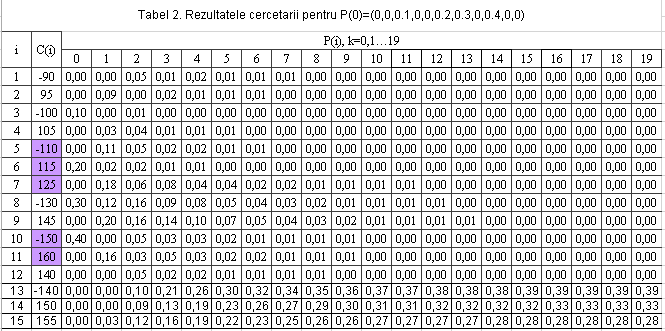 Tabel 2. Rezultatele cercetarii pentru P(0)=(0,0,0.1,0,0,0.2,0.3,0,0.4,0,0)
i C(i) P(i), k=0,1…19
0 1 2 3 4 5 6 7 8 9 10 11 12 13 14 15 16 17 18 19
1 -90 0,00 0,00 0,05 0,01 0,02 0,01 0,01 0,01 0,00 0,00 0,00 0,00 0,00 0,00 0,00 0,00 0,00 0,00 0,00 0,00
2 95 0,00 0,09 0,00 0,02 0,01 0,01 0,01 0,00 0,00 0,00 0,00 0,00 0,00 0,00 0,00 0,00 0,00 0,00 0,00 0,00
3 -100 0,10 0,00 0,01 0,00 0,00 0,00 0,00 0,00 0,00 0,00 0,00 0,00 0,00 0,00 0,00 0,00 0,00 0,00 0,00 0,00
4 105 0,00 0,03 0,04 0,01 0,01 0,01 0,00 0,00 0,00 0,00 0,00 0,00 0,00 0,00 0,00 0,00 0,00 0,00 0,00 0,00
5 -110 0,00 0,11 0,05 0,02 0,02 0,01 0,01 0,00 0,00 0,00 0,00 0,00 0,00 0,00 0,00 0,00 0,00 0,00 0,00 0,00
6 115 0,20 0,02 0,02 0,01 0,01 0,00 0,00 0,00 0,00 0,00 0,00 0,00 0,00 0,00 0,00 0,00 0,00 0,00 0,00 0,00
7 125 0,00 0,18 0,06 0,08 0,04 0,04 0,02 0,02 0,01 0,01 0,01 0,01 0,00 0,00 0,00 0,00 0,00 0,00 0,00 0,00
8 -130 0,30 0,12 0,16 0,09 0,08 0,05 0,04 0,03 0,02 0,01 0,01 0,01 0,01 0,00 0,00 0,00 0,00 0,00 0,00 0,00
9 145 0,00 0,20 0,16 0,14 0,10 0,07 0,05 0,04 0,03 0,02 0,01 0,01 0,01 0,01 0,00 0,00 0,00 0,00 0,00 0,00
10 -150 0,40 0,00 0,05 0,03 0,03 0,02 0,01 0,01 0,01 0,00 0,00 0,00 0,00 0,00 0,00 0,00 0,00 0,00 0,00 0,00
11 160 0,00 0,16 0,03 0,05 0,03 0,02 0,02 0,01 0,01 0,01 0,00 0,00 0,00 0,00 0,00 0,00 0,00 0,00 0,00 0,00
12 140 0,00 0,00 0,05 0,02 0,02 0,01 0,01 0,01 0,00 0,00 0,00 0,00 0,00 0,00 0,00 0,00 0,00 0,00 0,00 0,00
13 -140 0,00 0,00 0,10 0,21 0,26 0,30 0,32 0,34 0,35 0,36 0,37 0,37 0,38 0,38 0,38 0,39 0,39 0,39 0,39 0,39
14 150 0,00 0,00 0,09 0,13 0,19 0,23 0,26 0,27 0,29 0,30 0,31 0,31 0,32 0,32 0,32 0,32 0,33 0,33 0,33 0,33
15 155 0,00 0,03 0,12 0,16 0,19 0,22 0,23 0,25 0,26 0,26 0,27 0,27 0,27 0,27 0,28 0,28 0,28 0,28 0,28 0,28